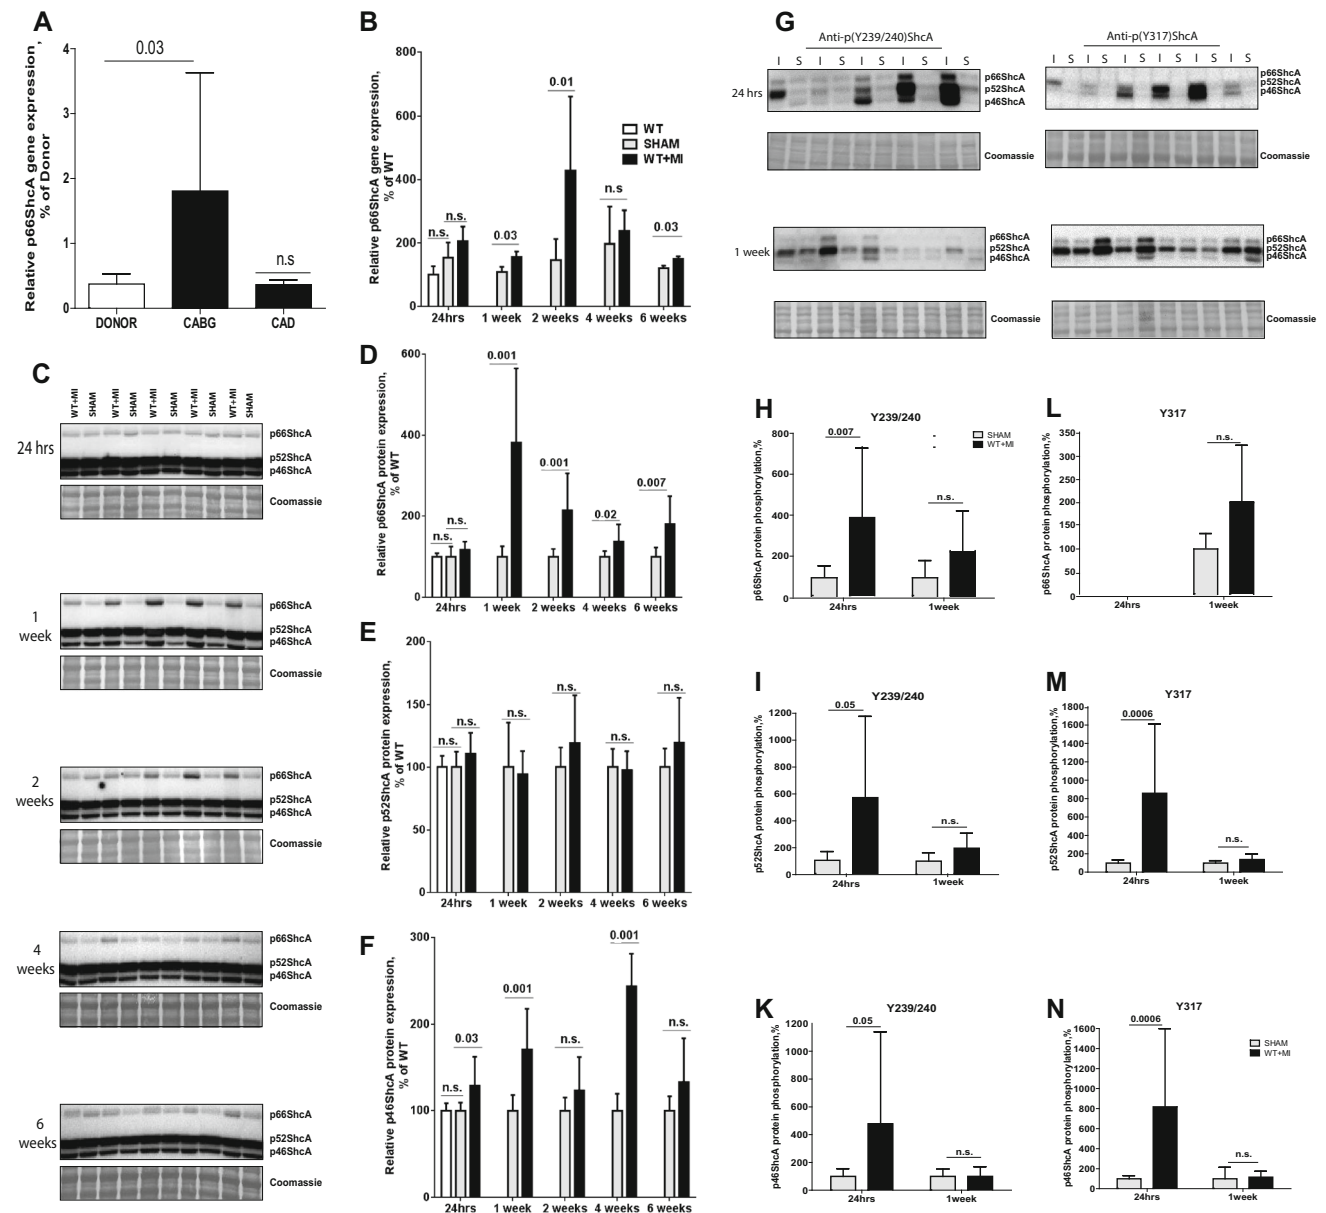 A
Relative p66ShcA gene expression,
% of Donor
4
3
2
1
0
0.03
n.s
DONOR CABG CAD
B
Relative p66ShcA gene expression,
% of WT
800
600
400
200
0
n.s.
n.s.
0.03
0.01
n.s
0.03
WT
SHAM
WT+MI
24hrs 1 week 2 weeks 4 weeks 6 weeks
C
WT+MI SHAM WT+MI SHAM WT+MI SHAM WT+MI SHAM WT+MI SHAM
24 hrs
p66ShcA
p52ShcA
p46ShcA
Coomassie
1
week
p66ShcA
p52ShcA
p46ShcA
Coomassie
2
weeks
p66ShcA
p52ShcA
p46ShcA
Coomassie
4
weeks
p66ShcA
p52ShcA
p46ShcA
Coomassie
6
weeks
p66ShcA
p52ShcA
p46ShcA
Coomassie
D
Relative p66ShcA protein expression,
% of WT
600
400
200
0
n.s.
n.s.
0.001
0.001
0.02
0.007
24hrs 1 week 2 weeks 4 weeks 6 weeks
E
Relative p52ShcA protein expression,
% of WT
200
150
100
50
0
n.s.
n.s.
n.s.
n.s.
n.s.
n.s.
24hrs 1 week 2 weeks 4 weeks 6 weeks
F
Relative p46ShcA protein expression,
% of WT
300
200
100
0
n.s.
0.03
0.001
n.s.
0.001
n.s.
24hrs 1 week 2 weeks 4 weeks 6 weeks
G
Anti-p(Y239/240)ShcA
I S I S I S I S I S
24 hrs
p66ShcA
p52ShcA
p46ShcA
Coomassie
Anti-p(Y317)ShcA
I S I S I S I S I S
p66ShcA
p52ShcA
p46ShcA
Coomassie
1 week
p66ShcA
p52ShcA
p46ShcA
Coomassie
p66ShcA
p52ShcA
p46ShcA
Coomassie
H
Y239/240
p66ShcA protein phosphorylation,%
800
600
400
200
0
0.007
n.s.
SHAM
WT+MI
24hrs 1week
L
Y317
p66ShcA protein phosphorylation,%
350
300
250
200
150
100
50
0
n.s.
24hrs 1week
I
Y239/240
p52ShcA protein phosphorylation,%
1200
1000
800
600
400
200
0
0.05
n.s.
24hrs 1week
M
Y317
p52ShcA protein phosphorylation,%
1800
1600
1400
1200
1000
800
600
400
200
0
0.0006
n.s.
24hrs 1week
K
Y239/240
p46ShcA protein phosphorylation,%
1200
1000
800
600
400
200
0
0.05
n.s.
24hrs 1week
N
Y317
p46ShcA protein phosphorylation,%
1600
1400
1200
1000
800
600
400
200
0
0.0006
n.s.
SHAM
WT+MI
24hrs 1week